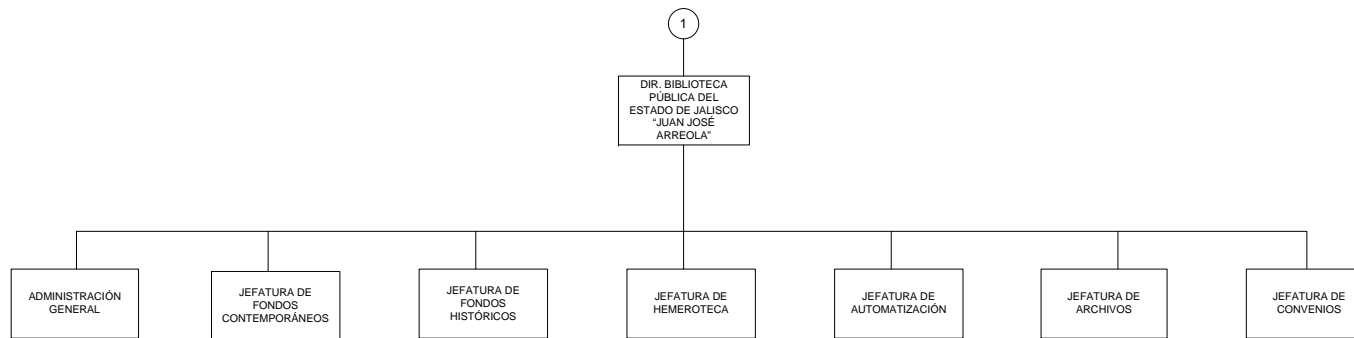 1
DIR. BIBLIOTECA
PÚBLICA DEL
ESTADO DE JALISCO
“JUAN JOSÉ
ARREOLA”
ADMINISTRACIÓN
GENERAL
JEFATURA DE
FONDOS
CONTEMPORÁNEOS
JEFATURA DE
FONDOS
HISTÓRICOS
JEFATURA DE
HEMEROTECA
JEFATURA DE
AUTOMATIZACIÓN
JEFATURA DE
ARCHIVOS
JEFATURA DE
CONVENIOS